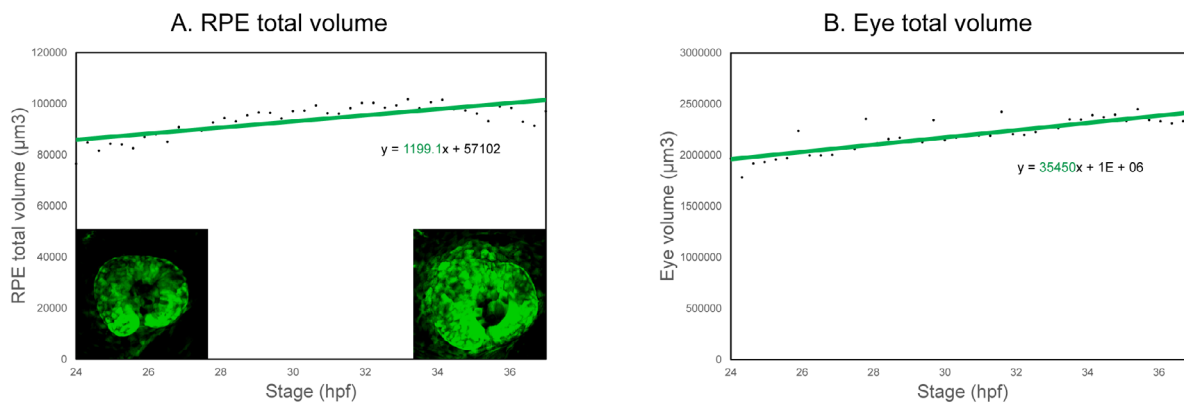 A. RPE total volume
RPE total volume (µm3)
120000
100000
80000
60000
40000
20000
0
y = 1199.1x + 57102
24 26 28 30 32 34 36
Stage (hpf)
B. Eye total volume
Eye volume (µm3)
3000000
2500000
2000000
1500000
1000000
500000
0
y = 35450x + 1E + 06
24 26 28 30 32 34 36
Stage (hpf)